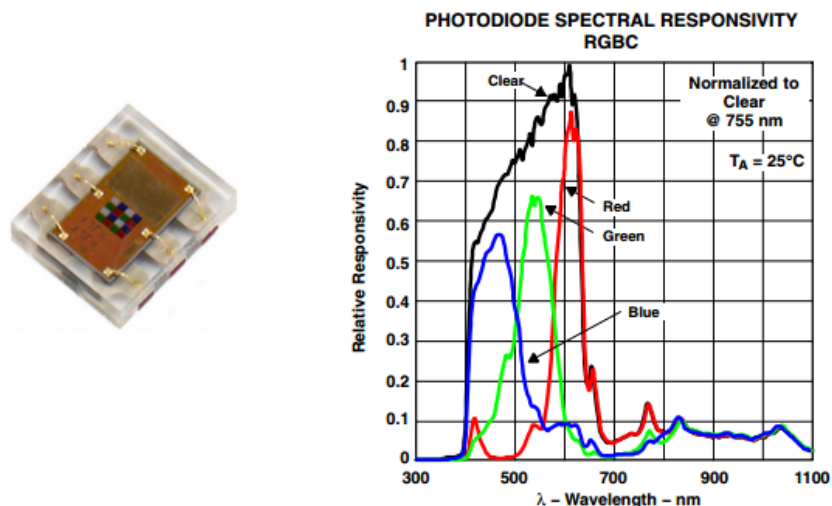 PHOTODIODE SPECTRAL RESPONSIVITY
RGBC
1
0.9
0.8
0.7
0.6
0.5
0.4
0.3
0.2
0.1
0
Relative Responsivity
Clear
Normalized to
Clear
@ 755 nm
TA = 25°C
Red
Green
Blue
300 500 700 900 1100
λ – Wavelength – nm